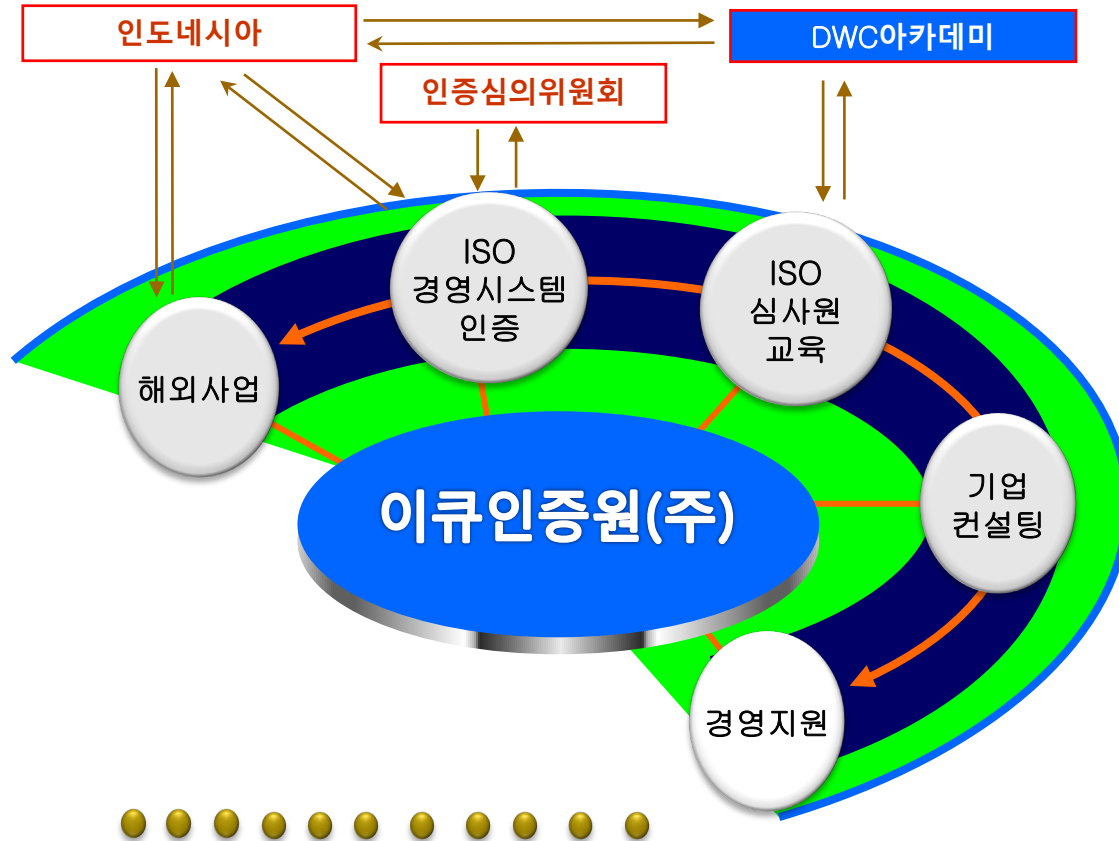 인도네시아
DWC아카데미
인증심의위원회
ISO
경영시스템
인증
ISO
심사원
교육
해외사업
기업
컨설팅
이큐인증원(주)
경영지원